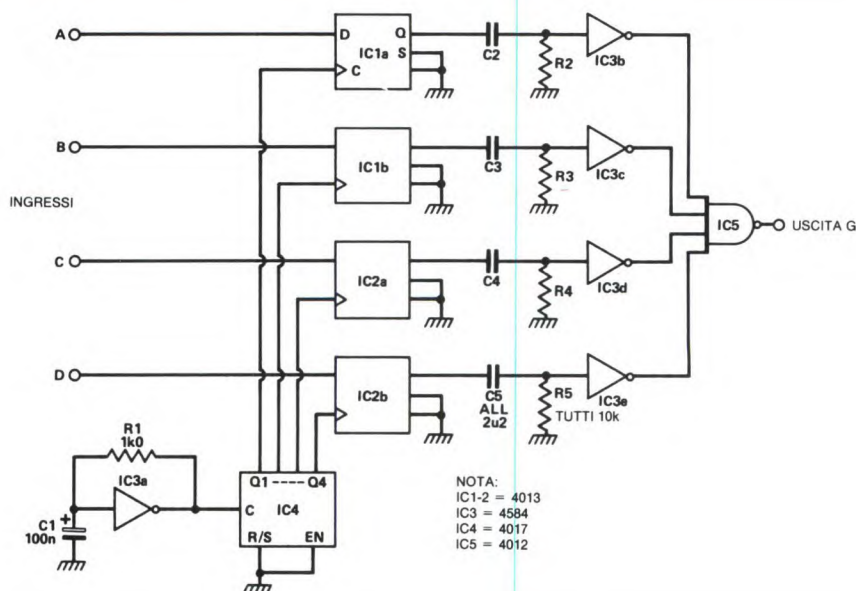 A
D
Q
IC1a
S
C
C2
R2
IC3b
B
IC1b
C3
R3
IC3c
INGRESSI
IC5
USCITA G
C
IC2a
C4
R4
IC3d
D
IC2b
C5
ALL
2u2
R5
TUTTI 10k
IC3e
R1
1k0
IC3a
C1
+
100n
Q1 ---- Q4
C
IC4
R/S
EN
NOTA:
IC1-2 = 4013
IC3 = 4584
IC4 = 4017
IC5 = 4012